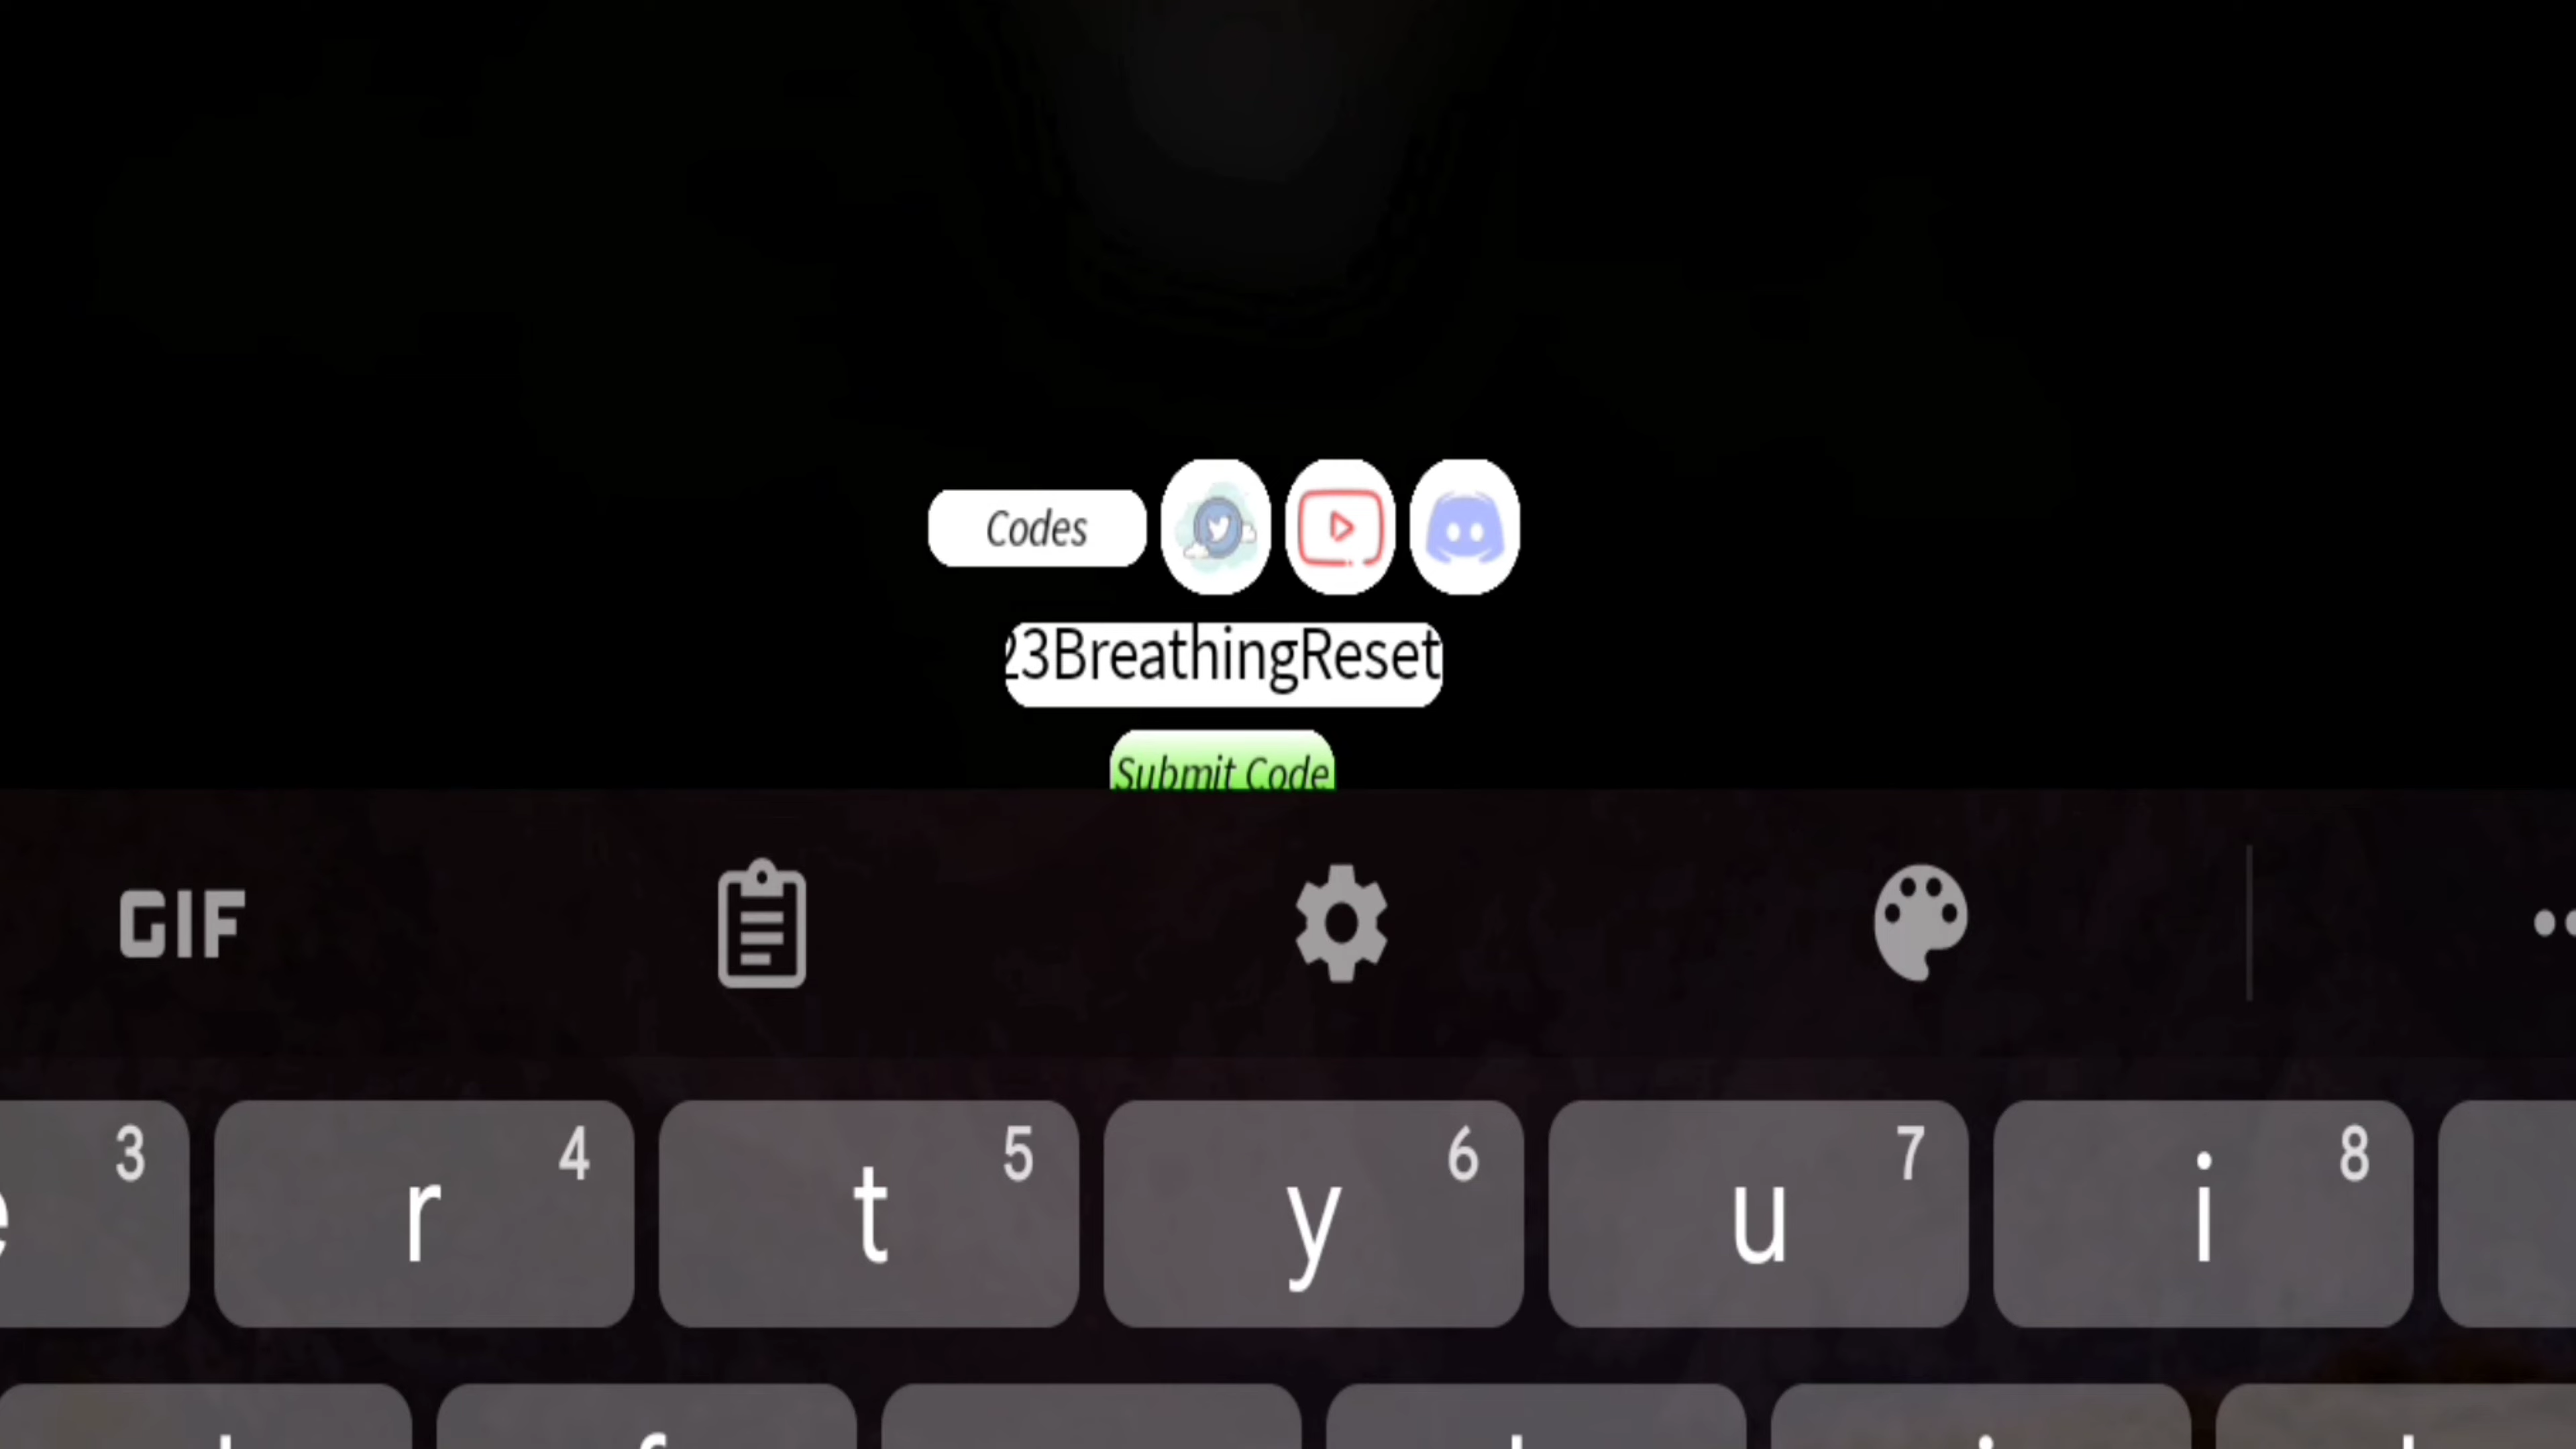 Codes
23BreathingReset
Submit Code
GIF
3 4 5 6 7 8
e r t y u i